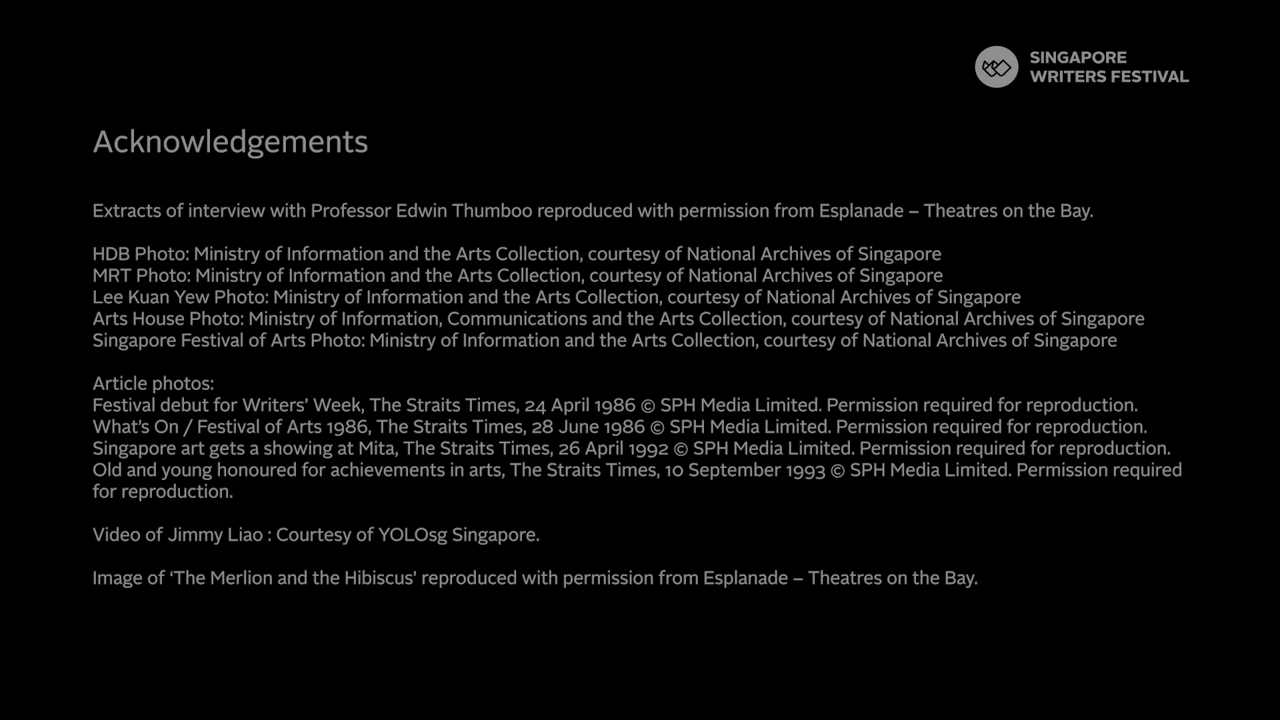 SINGAPORE
WRITERS FESTIVAL
Acknowledgements
Extracts of interview with Professor Edwin Thumboo reproduced with permission from Esplanade – Theatres on the Bay.
HDB Photo: Ministry of Information and the Arts Collection, courtesy of National Archives of Singapore
MRT Photo: Ministry of Information and the Arts Collection, courtesy of National Archives of Singapore
Lee Kuan Yew Photo: Ministry of Information and the Arts Collection, courtesy of National Archives of Singapore
Arts House Photo: Ministry of Information, Communications and the Arts Collection, courtesy of National Archives of Singapore
Singapore Festival of Arts Photo: Ministry of Information and the Arts Collection, courtesy of National Archives of Singapore
Article photos:
Festival debut for Writers’ Week, The Straits Times, 24 April 1986 © SPH Media Limited. Permission required for reproduction.
What’s On / Festival of Arts 1986, The Straits Times, 28 June 1986 © SPH Media Limited. Permission required for reproduction.
Singapore art gets a showing at Mita, The Straits Times, 26 April 1992 © SPH Media Limited. Permission required for reproduction.
Old and young honoured for achievements in arts, The Straits Times, 10 September 1993 © SPH Media Limited. Permission required
for reproduction.
Video of Jimmy Liao : Courtesy of YOLOsg Singapore.
Image of ‘The Merlion and the Hibiscus’ reproduced with permission from Esplanade – Theatres on the Bay.